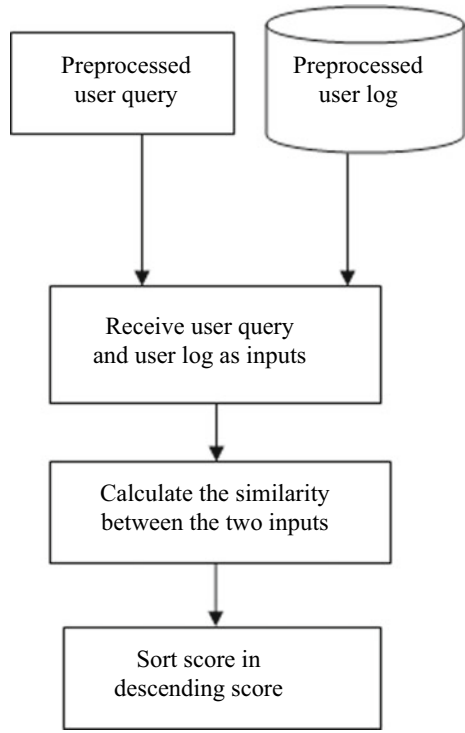 Preprocessed
user query
Preprocessed
user log
Receive user query
and user log as inputs
Calculate the similarity
between the two inputs
Sort score in
descending score